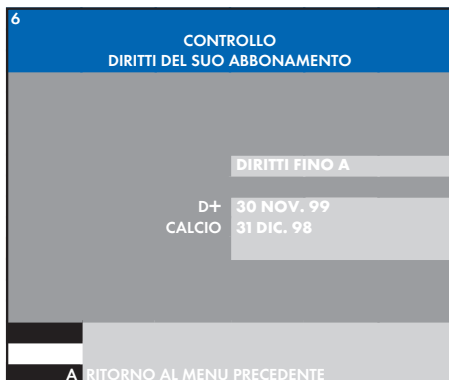 6
CONTROLLO
DIRITTI DEL SUO ABBONAMENTO
DIRITTI FINO A
D+ 30 NOV. 99
CALCIO 31 DIC. 98
A RITORNO AL MENU PRECEDENTE